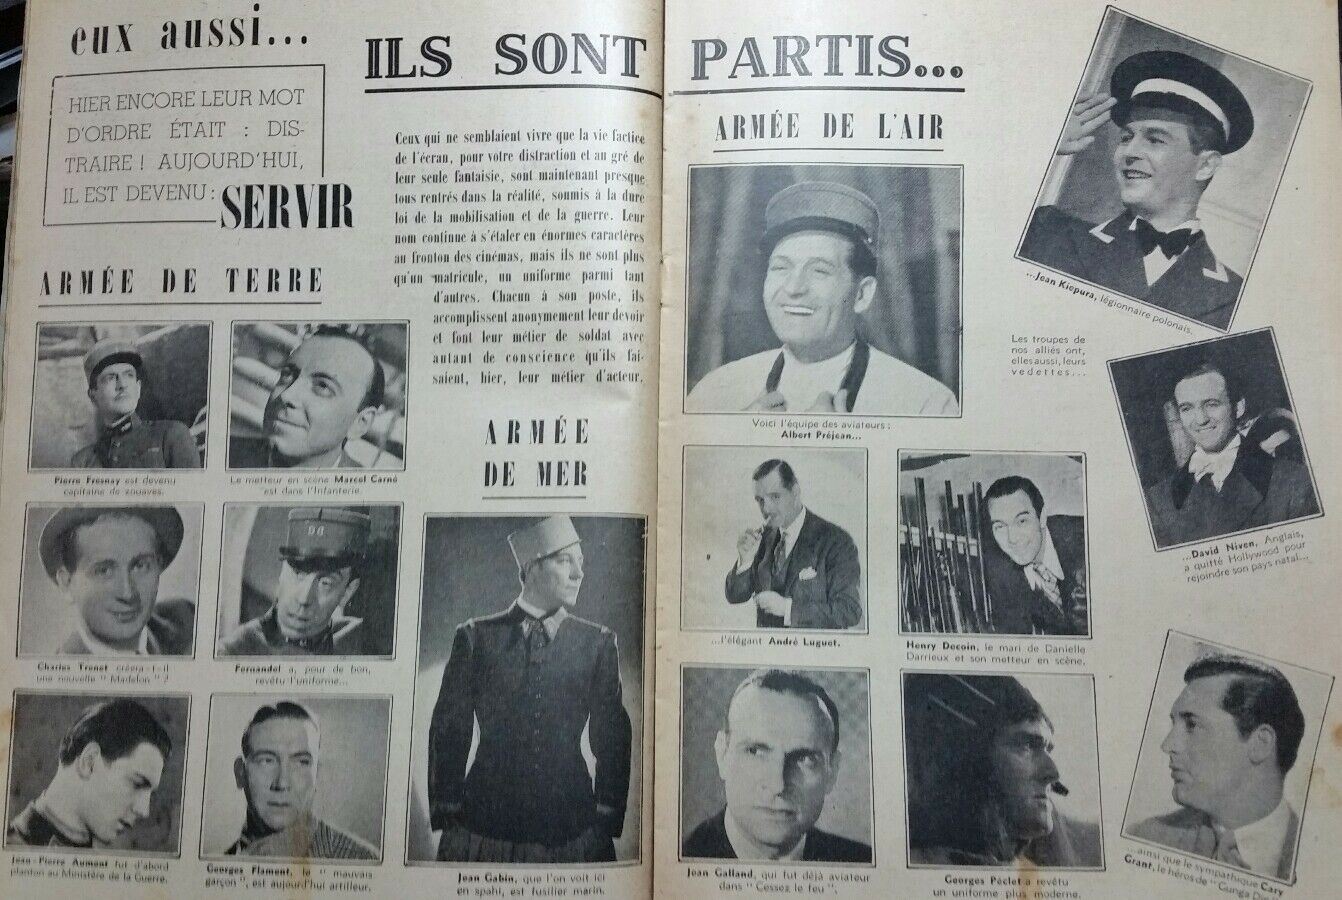 eux aussi...
HIER ENCORE LEUR MOT
D'ORDRE ÉTAIT : DIS-
TRAIRE ! AUJOURD'HUI,
IL EST DEVENU :
SERVIR
ILS SONT PARTIS...
Ceux qui ne semblaient vivre que la vie factice
de l'écran, pour votre distraction et au gré de
leur seule fantaisie, sont maintenant presque
tous rentrés dans la réalité, soumis à la dure
loi de la mobilisation et de la guerre. Leur
nom continue à s'étaler en énormes caractères
au fronton des cinémas, mais ils ne sont plus
qu'un matricule, un uniforme parmi tant
d'autres. Chacun à son poste, ils
accomplissent anonymement leur devoir
et font leur métier de soldat avec
autant de conscience qu'ils fai-
saient, hier, leur métier d'acteur.
ARMÉE DE TERRE
Pierre Fresnay est devenu
capitaine de zouaves.
Le metteur en scène Marcel Carné
est dans l'Infanterie.
Charles Trenet créera-t-il
une nouvelle " Madelon " ?
Fernandel a, pour de bon,
revêtu l'uniforme...
Jean-Pierre Aumont fut d'abord
planton au Ministère de la Guerre.
Georges Flament, le " mauvais
garçon ", est aujourd'hui artilleur.
ARMÉE
DE MER
Jean Gabin, que l'on voit ici
en spahi, est fusilier marin.
ARMÉE DE L'AIR
Voici l'équipe des aviateurs :
Albert Préjean...
...l'élégant André Luguet.
Henry Decoin, le mari de Danielle
Darrieux et son metteur en scène.
Jean Galland, qui fut déjà aviateur
dans "Cessez le feu".
Georges Péclet a revêtu
un uniforme plus moderne.
...Jean Kiepura, légionnaire polonais...
Les troupes de
nos alliés ont,
elles aussi, leurs
vedettes...
...David Niven, Anglais,
a quitté Hollywood pour
rejoindre son pays natal...
...ainsi que le sympathique Cary
Grant, le héros de "Gunga